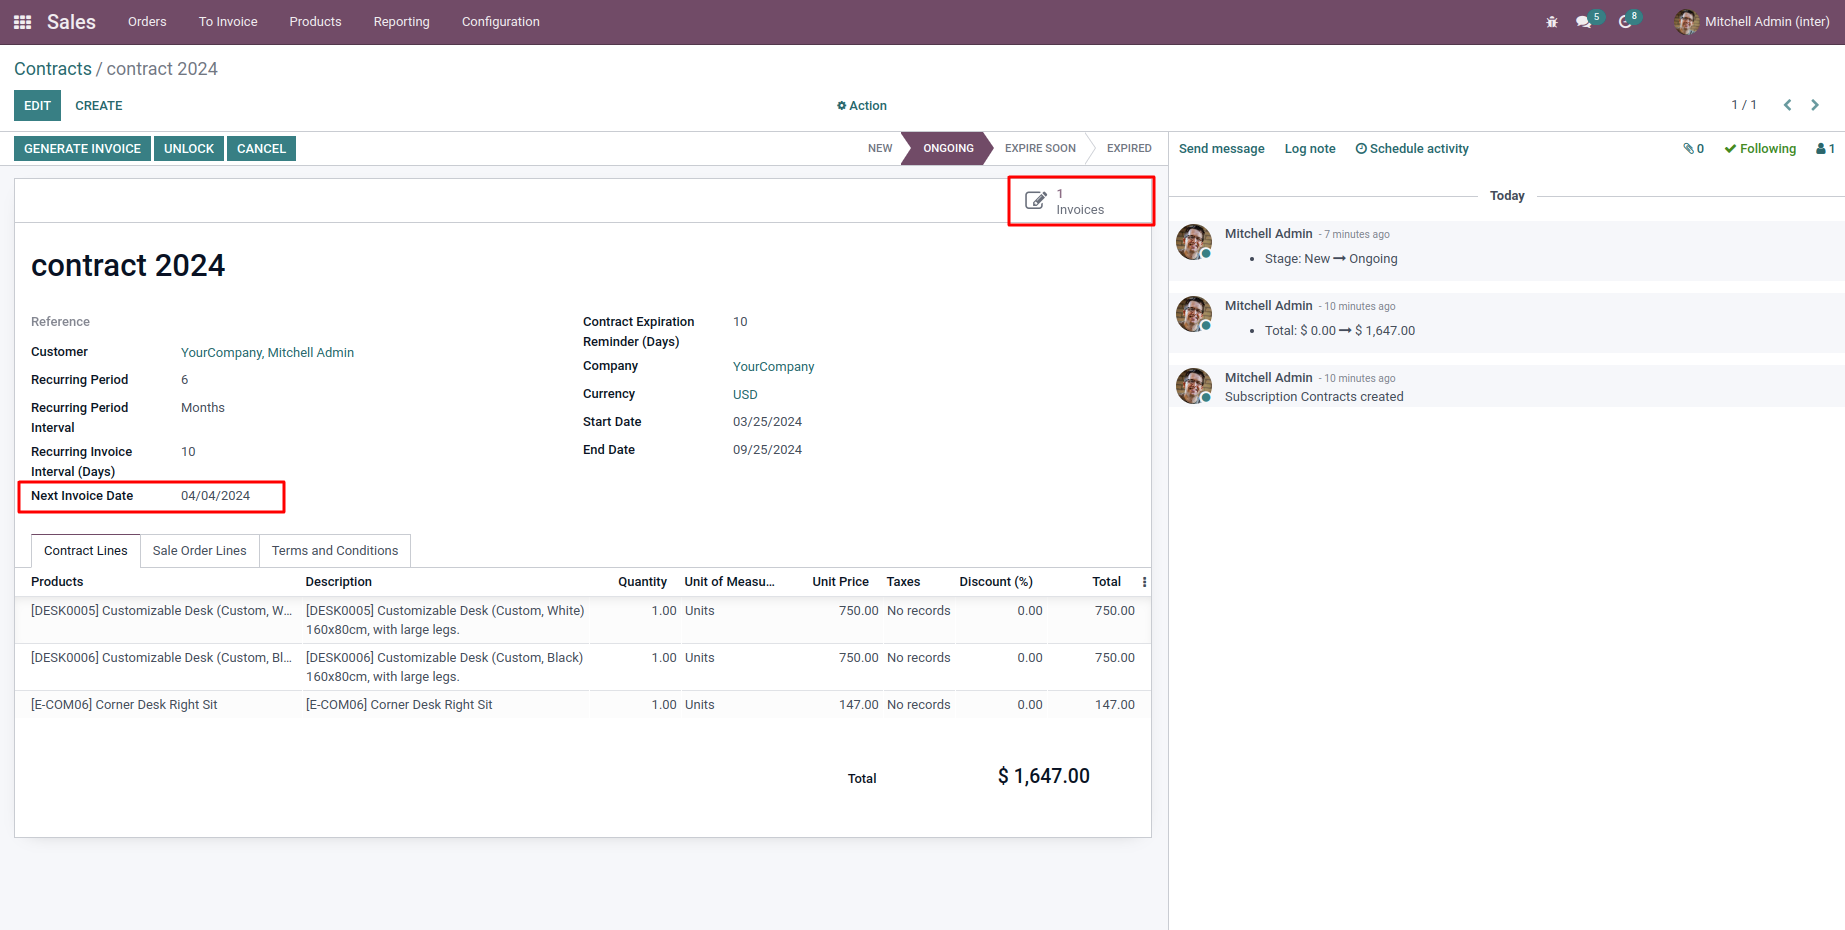 Sales Orders To Invoice Products Reporting Configuration 5 8 Mitchell Admin (inter)
Contracts / contract 2024
EDIT CREATE Action 1 / 1
GENERATE INVOICE UNLOCK CANCEL NEW ONGOING EXPIRE SOON EXPIRED
1
Invoices
contract 2024
Reference
Customer YourCompany, Mitchell Admin
Recurring Period 6
Recurring Period Months
Interval
Recurring Invoice 10
Interval (Days)
Next Invoice Date 04/04/2024
Contract Expiration 10
Reminder (Days)
Company YourCompany
Currency USD
Start Date 03/25/2024
End Date 09/25/2024
Contract Lines Sale Order Lines Terms and Conditions
Products Description Quantity Unit of Measu... Unit Price Taxes Discount (%) Total
[DESK0005] Customizable Desk (Custom, W... [DESK0005] Customizable Desk (Custom, White) 1.00 Units 750.00 No records 0.00 750.00
160x80cm, with large legs.
[DESK0006] Customizable Desk (Custom, Bl... [DESK0006] Customizable Desk (Custom, Black) 1.00 Units 750.00 No records 0.00 750.00
160x80cm, with large legs.
[E-COM06] Corner Desk Right Sit [E-COM06] Corner Desk Right Sit 1.00 Units 147.00 No records 0.00 147.00
Total $ 1,647.00
Send message Log note Schedule activity 0 Following 1
Today
Mitchell Admin - 7 minutes ago
• Stage: New → Ongoing
Mitchell Admin - 10 minutes ago
• Total: $ 0.00 → $ 1,647.00
Mitchell Admin - 10 minutes ago
Subscription Contracts created